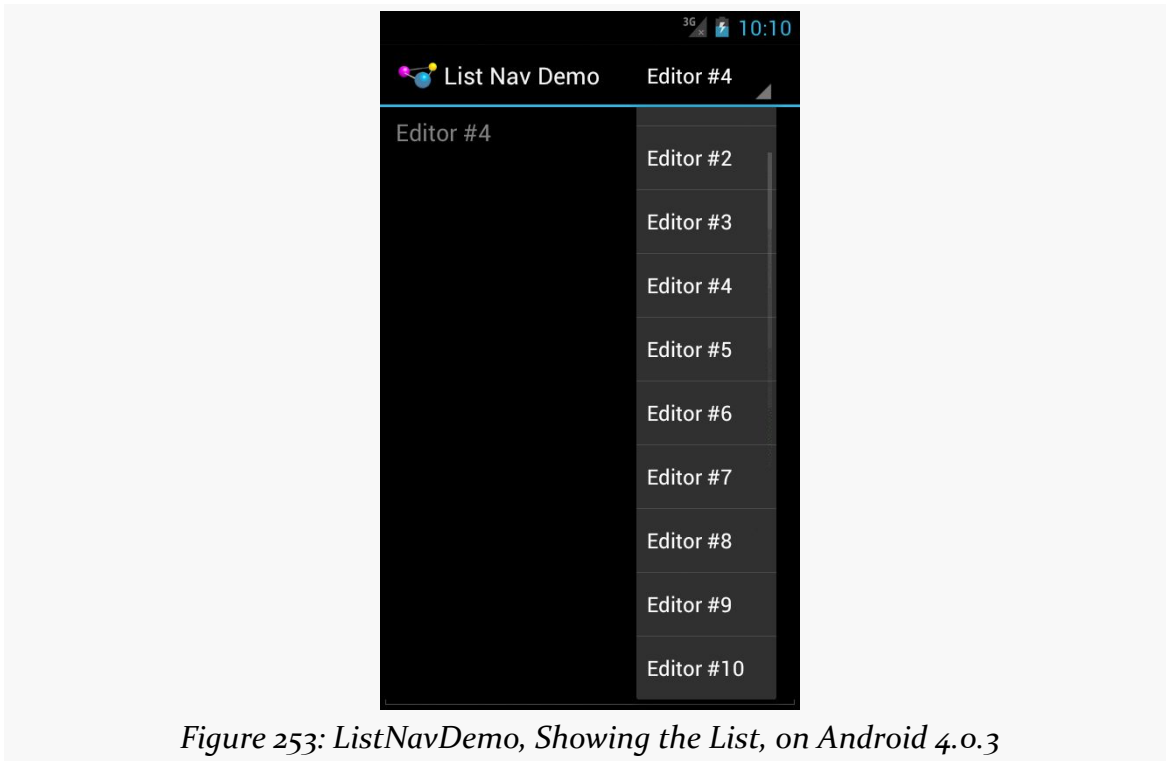 3G 10:10
List Nav Demo Editor #4
Editor #4
Editor #2
Editor #3
Editor #4
Editor #5
Editor #6
Editor #7
Editor #8
Editor #9
Editor #10
Figure 253: ListNavDemo, Showing the List, on Android 4.0.3